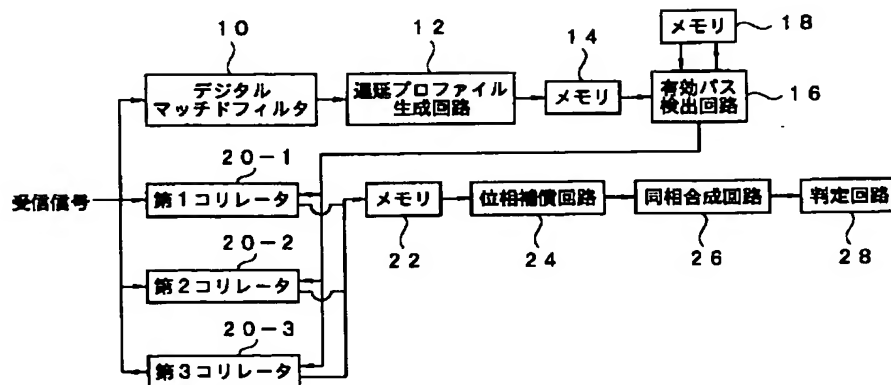 10
12
14
メモリ
18
デジタル
マッチドフィルタ
遅延プロファイル
生成回路
メモリ
有効パス
検出回路
16
20-1
受信信号
第1コリレータ
メモリ
位相補償回路
同相合成回路
判定回路
22
24
26
28
20-2
第2コリレータ
20-3
第3コリレータ